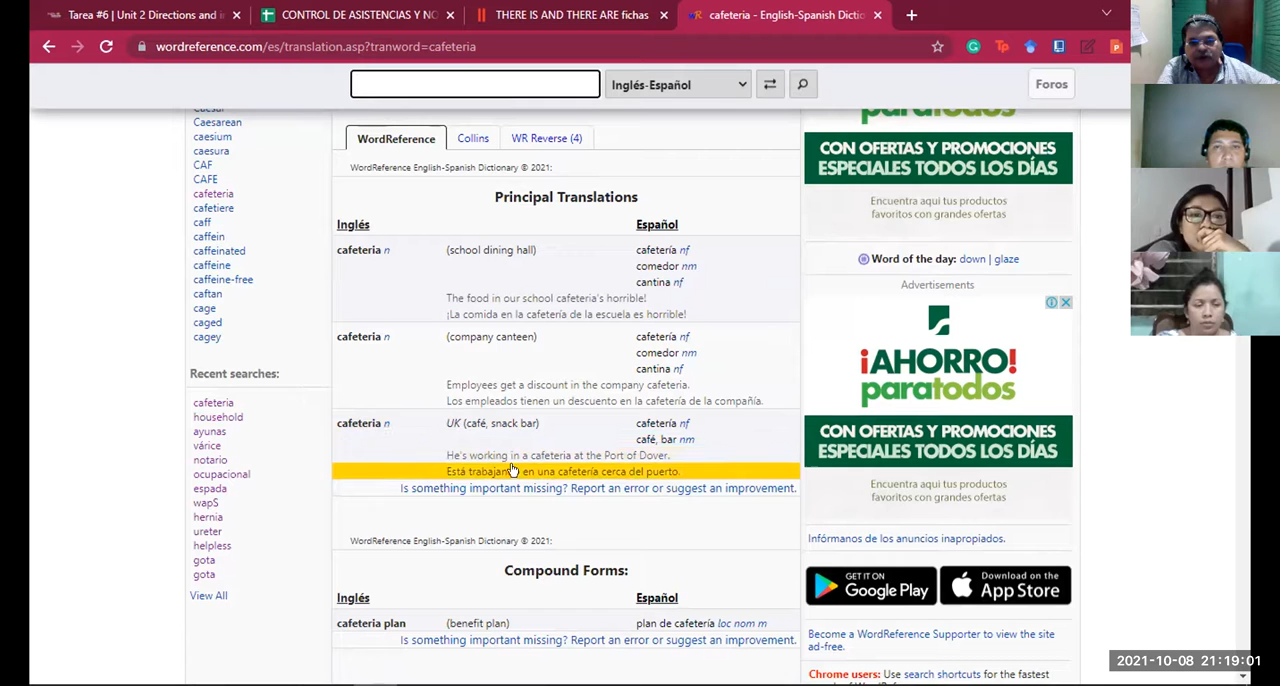 Tarea #6 | Unit 2 Directions and i
CONTROL DE ASISTENCIAS Y NO
THERE IS AND THERE ARE fichas
cafeteria - English-Spanish Dictio
wordreference.com/es/translation.asp?tranword=cafeteria
Inglés-Español
Foros
Caesar
Caesarean
caesium
caesura
CAF
CAFE
cafeteria
cafetiere
caff
caffein
caffeinated
caffeine
caffeine-free
caftan
cage
caged
cagey
Recent searches:
cafeteria
household
ayunas
várice
notario
ocupacional
espada
wapS
hernia
ureter
helpless
gota
gota
View All
WordReference Collins WR Reverse (4)
WordReference English-Spanish Dictionary © 2021:
Principal Translations
Inglés Español
cafeteria n (school dining hall) cafetería nf
comedor nm
cantina nf
The food in our school cafeteria's horrible!
¡La comida en la cafetería de la escuela es horrible!
cafeteria n (company canteen) cafetería nf
comedor nm
cantina nf
Employees get a discount in the company cafeteria.
Los empleados tienen un descuento en la cafetería de la compañía.
cafeteria n UK (café, snack bar) cafetería nf
café, bar nm
He's working in a cafeteria at the Port of Dover.
Está en una cafetería cerca del puerto.
Is something important missing? Report an error or suggest an improvement.
WordReference English-Spanish Dictionary © 2021:
Compound Forms:
Inglés Español
cafeteria plan (benefit plan) plan de cafetería loc nom m
Is something important missing? Report an error or suggest an improvement.
paratodos
CON OFERTAS Y PROMOCIONES
ESPECIALES TODOS LOS DÍAS
Encuentra aqui tus productos
favoritos con grandes ofertas
Word of the day: down | glaze
Advertisements
¡AHORRO!
paratodos
CON OFERTAS Y PROMOCIONES
ESPECIALES TODOS LOS DÍAS
Encuentra aqui tus productos
favoritos con grandes ofertas
Infórmanos de los anuncios inapropiados.
GET IT ON
Google Play
Download on the
App Store
Become a WordReference Supporter to view the
site ad-free.
Chrome users: Use search shortcuts for the fastest
2021-10-08 21:19:01